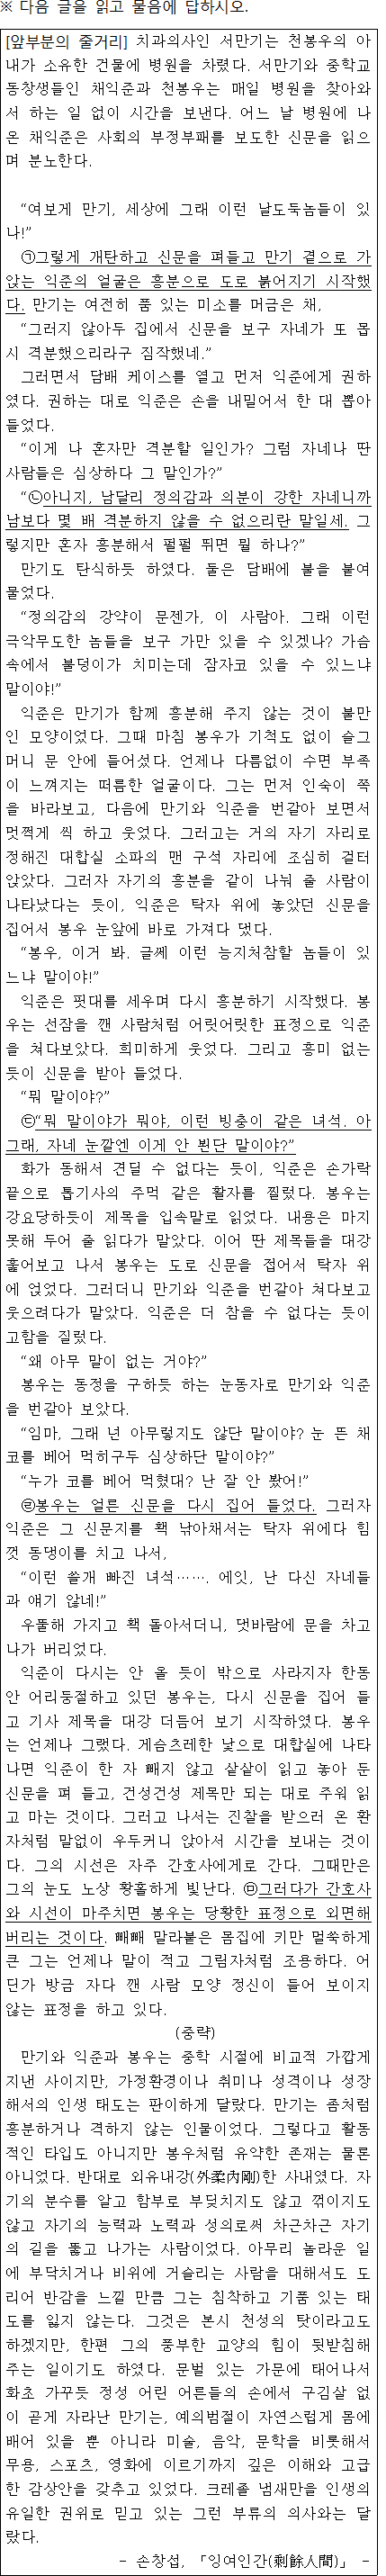 ※ 다음 글을 읽고 물음에 답하시오.
[앞부분의 줄거리] 치과의사인 서만기는 천봉우의 아
내가 소유한 건물에 병원을 차렸다. 서만기와 중학교
동창생들인 채익준과 천봉우는 매일 병원을 찾아와
서 하는 일 없이 시간을 보낸다. 어느 날 병원에 나
온 채익준은 사회의 부정부패를 보도한 신문을 읽으
며 분노한다.
“여보게 만기, 세상에 그래 이런 날도둑놈들이 있
나!”
㉠그렇게 개탄하고 신문을 펴들고 만기 곁으로 가
앉는 익준의 얼굴은 흥분으로 도로 붉어지기 시작했
다. 만기는 여전히 품 있는 미소를 머금은 채,
“그러지 않아두 집에서 신문을 보구 자네가 또 몹
시 격분했으리라구 짐작했네.”
그러면서 담배 케이스를 열고 먼저 익준에게 권하
였다. 권하는 대로 익준은 손을 내밀어서 한 대 뽑아
들었다.
“이게 나 혼자만 격분할 일인가? 그럼 자네나 딴
사람들은 심상하다 그 말인가?”
“㉡아니지, 남달리 정의감과 의분이 강한 자네니까
남보다 몇 배 격분하지 않을 수 없으리란 말일세. 그
렇지만 혼자 흥분해서 펄펄 뛰면 뭘 하나?”
만기도 탄식하듯 하였다. 둘은 담배에 불을 붙여
물었다.
“정의감의 강약이 문젠가, 이 사람아. 그래 이런
극악무도한 놈들을 보구 가만 있을 수 있겠나? 가슴
속에서 불덩이가 치미는데 잠자코 있을 수 있느냐
말이야!”
익준은 만기가 함께 흥분해 주지 않는 것이 불만
인 모양이었다. 그때 마침 봉우가 기척도 없이 슬그
머니 문 안에 들어섰다. 언제나 다름없이 수면 부족
이 느껴지는 떠름한 얼굴이다. 그는 먼저 인숙이 쪽
을 바라보고, 다음에 만기와 익준을 번갈아 보면서
멋쩍게 씩 하고 웃었다. 그러고는 거의 자기 자리로
정해진 대합실 소파의 맨 구석 자리에 조심히 걸터
앉았다. 그러자 자기의 흥분을 같이 나눠 줄 사람이
나타났다는 듯이, 익준은 탁자 위에 놓았던 신문을
집어서 봉우 눈앞에 바로 가져다 댔다.
“봉우, 이거 봐. 글쎄 이런 능지처참할 놈들이 있
느냐 말이야!”
익준은 핏대를 세우며 다시 흥분하기 시작했다. 봉
우는 선잠을 깬 사람처럼 어릿어릿한 표정으로 익준
을 쳐다보았다. 희미하게 웃었다. 그리고 흥미 없는
듯이 신문을 받아 들었다.
“뭐 말이야?”
㉢“뭐 말이야가 뭐야, 이런 빙충이 같은 녀석. 아
그래, 자네 눈깔엔 이게 안 뵌단 말이야?”
화가 동해서 견딜 수 없다는 듯이, 익준은 손가락
끝으로 톱기사의 주먹 같은 활자를 찔렀다. 봉우는
강요당하듯이 제목을 입속말로 읽었다. 내용은 마지
못해 두어 줄 읽다가 말았다. 이어 딴 제목들을 대강
훑어보고 나서 봉우는 도로 신문을 접어서 탁자 위
에 얹었다. 그러더니 만기와 익준을 번갈아 쳐다보고
웃으려다가 말았다. 익준은 더 참을 수 없다는 듯이
고함을 질렀다.
“왜 아무 말이 없는 거야?”
봉우는 동정을 구하듯 하는 눈동자로 만기와 익준
을 번갈아 보았다.
“임마, 그래 넌 아무렇지도 않단 말이야? 눈 뜬 채
코를 베어 먹히구두 심상하단 말이야?”
“누가 코를 베어 먹혔대? 난 잘 안 봤어!”
㉣봉우는 얼른 신문을 다시 집어 들었다. 그러자
익준은 그 신문지를 홱 낚아채서는 탁자 위에다 힘
껏 동댕이를 치고 나서,
“이런 쓸개 빠진 녀석……. 에잇, 난 다신 자네들
과 얘기 않네!”
우뚤해 가지고 홱 돌아서더니, 댓바람에 문을 차고
나가 버리었다.
익준이 다시는 안 올 듯이 밖으로 사라지자 한동
안 어리둥절하고 있던 봉우는, 다시 신문을 집어 들
고 기사 제목을 대강 더듬어 보기 시작하였다. 봉우
는 언제나 그랬다. 게슴츠레한 낯으로 대합실에 나타
나면 익준이 한 자 빼지 않고 샅샅이 읽고 놓아 둔
신문을 펴 들고, 건성건성 제목만 되는 대로 주워 읽
고 마는 것이다. 그러고 나서는 진찰을 받으러 온 환
자처럼 말없이 우두커니 앉아서 시간을 보내는 것이
다. 그의 시선은 자주 간호사에게로 간다. 그때만은
그의 눈도 노상 황홀하게 빛난다. ㉤그러다가 간호사
와 시선이 마주치면 봉우는 당황한 표정으로 외면해
버리는 것이다. 빼빼 말라붙은 몸집에 키만 멀쑥하게
큰 그는 언제나 말이 적고 그림자처럼 조용하다. 어
딘가 방금 자다 깬 사람 모양 정신이 들어 보이지
않는 표정을 하고 있다.
(중략)
만기와 익준과 봉우는 중학 시절에 비교적 가깝게
지낸 사이지만, 가정환경이나 취미나 성격이나 성장
해서의 인생 태도는 판이하게 달랐다. 만기는 좀처럼
흥분하거나 격하지 않는 인물이었다. 그렇다고 활동
적인 타입도 아니지만 봉우처럼 유약한 존재는 물론
아니었다. 반대로 외유내강(外柔內剛)한 사내였다. 자
기의 분수를 알고 함부로 부딪치지도 않고 꺾이지도
않고 자기의 능력과 노력과 성의로써 차근차근 자기
의 길을 뚫고 나가는 사람이었다. 아무리 놀라운 일
에 부닥치거나 비위에 거슬리는 사람을 대해서도 도
리어 반감을 느낄 만큼 그는 침착하고 기품 있는 태
도를 잃지 않는다. 그것은 본시 천성의 탓이라고도
하겠지만, 한편 그의 풍부한 교양의 힘이 뒷받침해
주는 일이기도 하였다. 문벌 있는 가문에 태어나서
화초 가꾸듯 정성 어린 어른들의 손에서 구김살 없
이 곧게 자라난 만기는, 예의범절이 자연스럽게 몸에
배어 있을 뿐 아니라 미술, 음악, 문학을 비롯해서
무용, 스포츠, 영화에 이르기까지 깊은 이해와 고급
한 감상안을 갖추고 있었다. 크레졸 냄새만을 인생의
유일한 권위로 믿고 있는 그런 부류의 의사와는 달
랐다.
- 손창섭, 「잉여인간(剩餘人間)」 -